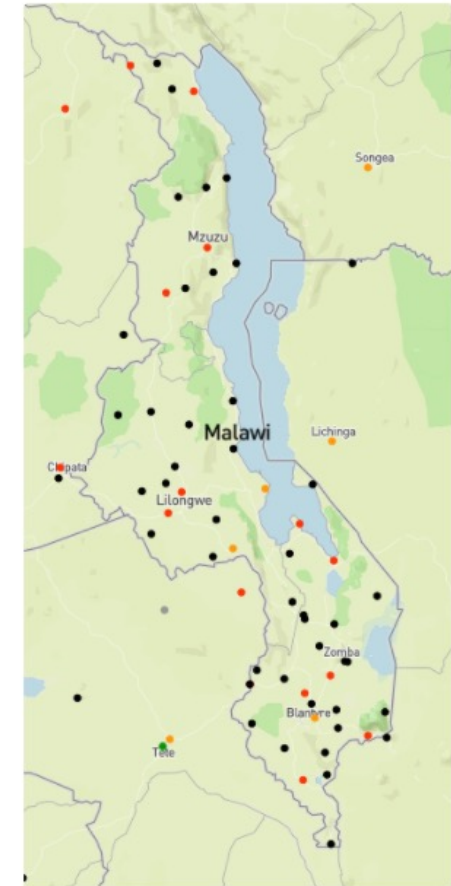 Songea
Mzuzu
Malawi
Lichinga
Chipata
Lilongwe
Zomba
Blantyre
Tete